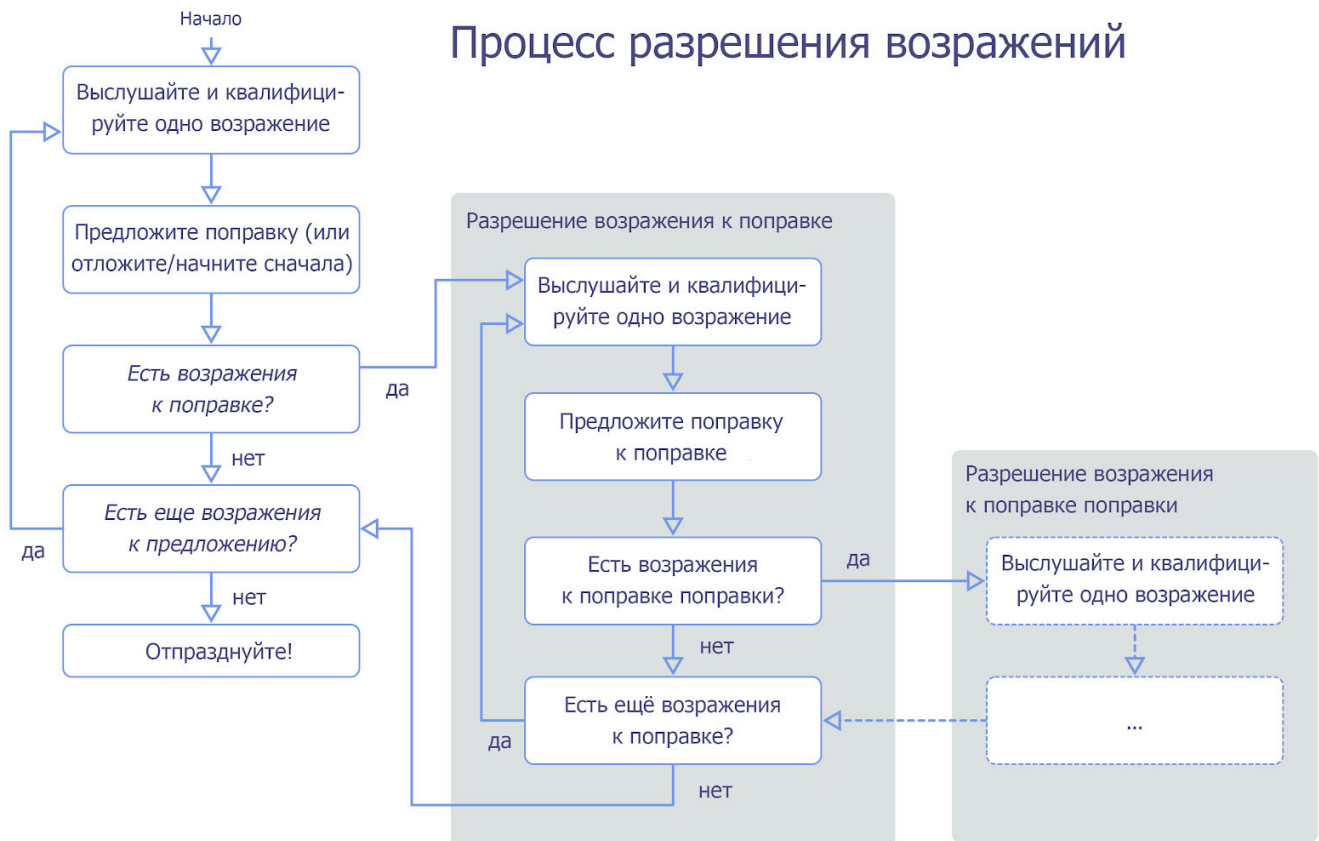 Начало
Процесс разрешения возражений
Выслушайте и квалифици-
руйте одно возражение
Предложите поправку (или
отложите/начните сначала)
Есть возражения
к поправке?
да
нет
Есть еще возражения
к предложению?
да
нет
Отпразднуйте!
Разрешение возражения к поправке
Выслушайте и квалифици-
руйте одно возражение
Предложите поправку
к поправке
Есть возражения
к поправке поправки?
да
нет
Есть ещё возражения
к поправке?
да
нет
Разрешение возражения
к поправке поправки
Выслушайте и квалифици-
руйте одно возражение
...